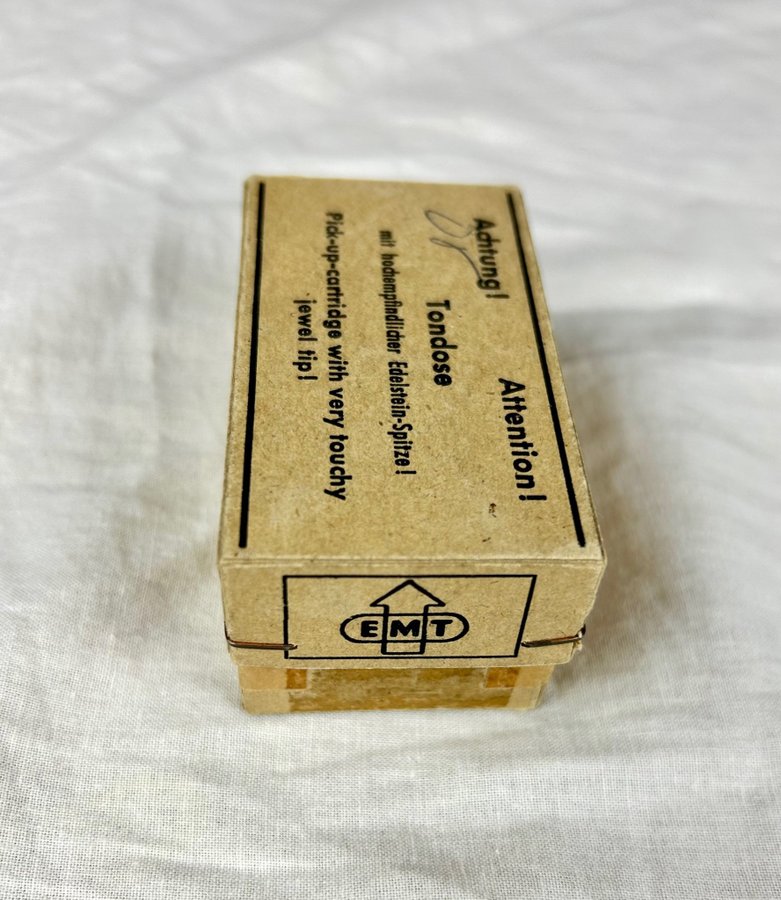 Achtung! Attention!
Tondose
mit hochempfindlicher Edelstein-Spitze!
Pick-up-cartridge with very touchy
jewel tip!
EMT